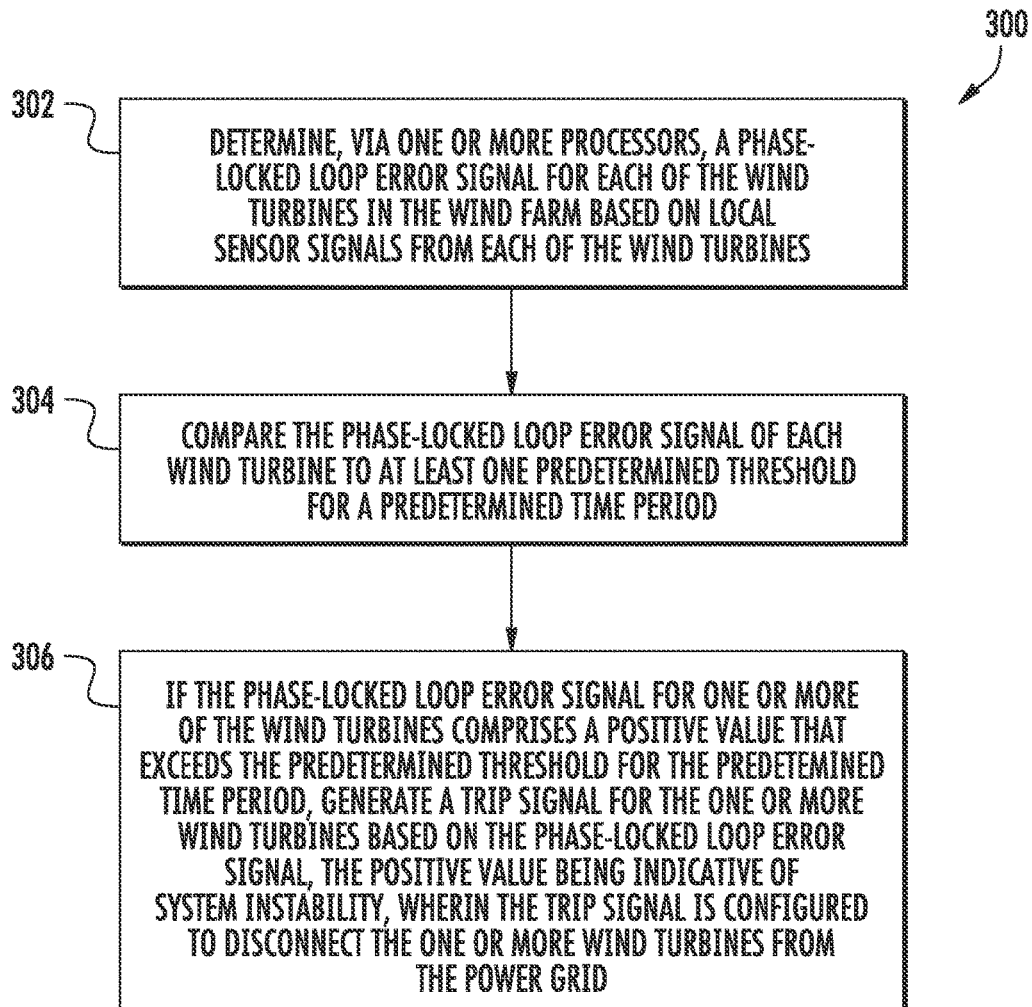 300
302
DETERMINE, VIA ONE OR MORE PROCESSORS, A PHASE-
LOCKED LOOP ERROR SIGNAL FOR EACH OF THE WIND
TURBINES IN THE WIND FARM BASED ON LOCAL
SENSOR SIGNALS FROM EACH OF THE WIND TURBINES
304
COMPARE THE PHASE-LOCKED LOOP ERROR SIGNAL OF EACH
WIND TURBINE TO AT LEAST ONE PREDETERMINED THRESHOLD
FOR A PREDETERMINED TIME PERIOD
306
IF THE PHASE-LOCKED LOOP ERROR SIGNAL FOR ONE OR MORE
OF THE WIND TURBINES COMPRISES A POSITIVE VALUE THAT
EXCEEDS THE PREDETERMINED THRESHOLD FOR THE PREDETEMINED
TIME PERIOD, GENERATE A TRIP SIGNAL FOR THE ONE OR MORE
WIND TURBINES BASED ON THE PHASE-LOCKED LOOP ERROR
SIGNAL, THE POSITIVE VALUE BEING INDICATIVE OF
SYSTEM INSTABILITY, WHERIN THE TRIP SIGNAL IS CONFIGURED
TO DISCONNECT THE ONE OR MORE WIND TURBINES FROM
THE POWER GRID